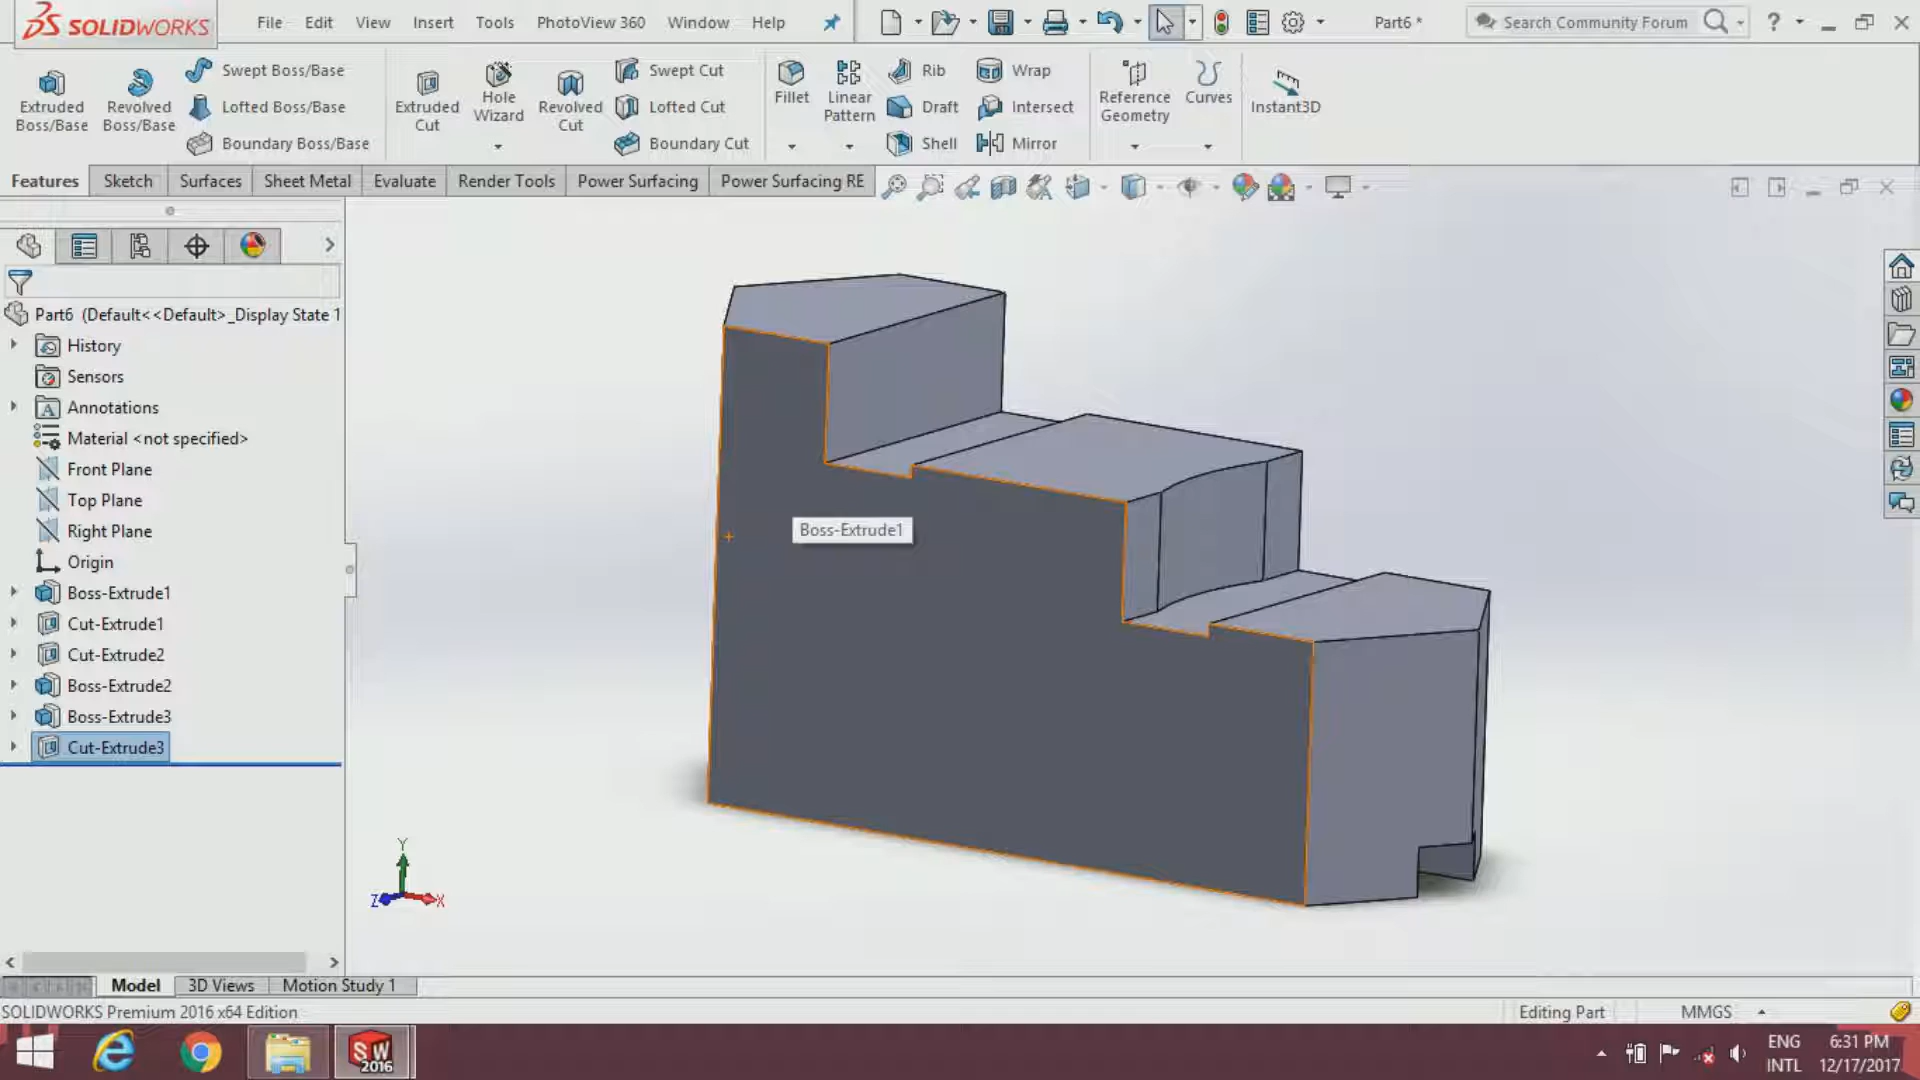 SOLIDWORKS File Edit View Insert Tools PhotoView 360 Window Help Part6 * Search Community Forum ?
Extruded Boss/Base
Revolved Boss/Base
Swept Boss/Base
Lofted Boss/Base
Boundary Boss/Base
Extruded Cut
Hole Wizard
Revolved Cut
Swept Cut
Lofted Cut
Boundary Cut
Fillet
Linear Pattern
Rib
Draft
Shell
Wrap
Intersect
Mirror
Reference Geometry
Curves
Instant3D
Features Sketch Surfaces Sheet Metal Evaluate Render Tools Power Surfacing Power Surfacing RE
Part6 (Default<<Default>_Display State 1
History
Sensors
Annotations
Material <not specified>
Front Plane
Top Plane
Right Plane
Origin
Boss-Extrude1
Cut-Extrude1
Cut-Extrude2
Boss-Extrude2
Boss-Extrude3
Cut-Extrude3
Boss-Extrude1
Y
Z X
Model 3D Views Motion Study 1
SOLIDWORKS Premium 2016 x64 Edition Editing Part MMGS
SW 2016
ENG 6:31 PM
INTL 12/17/2017